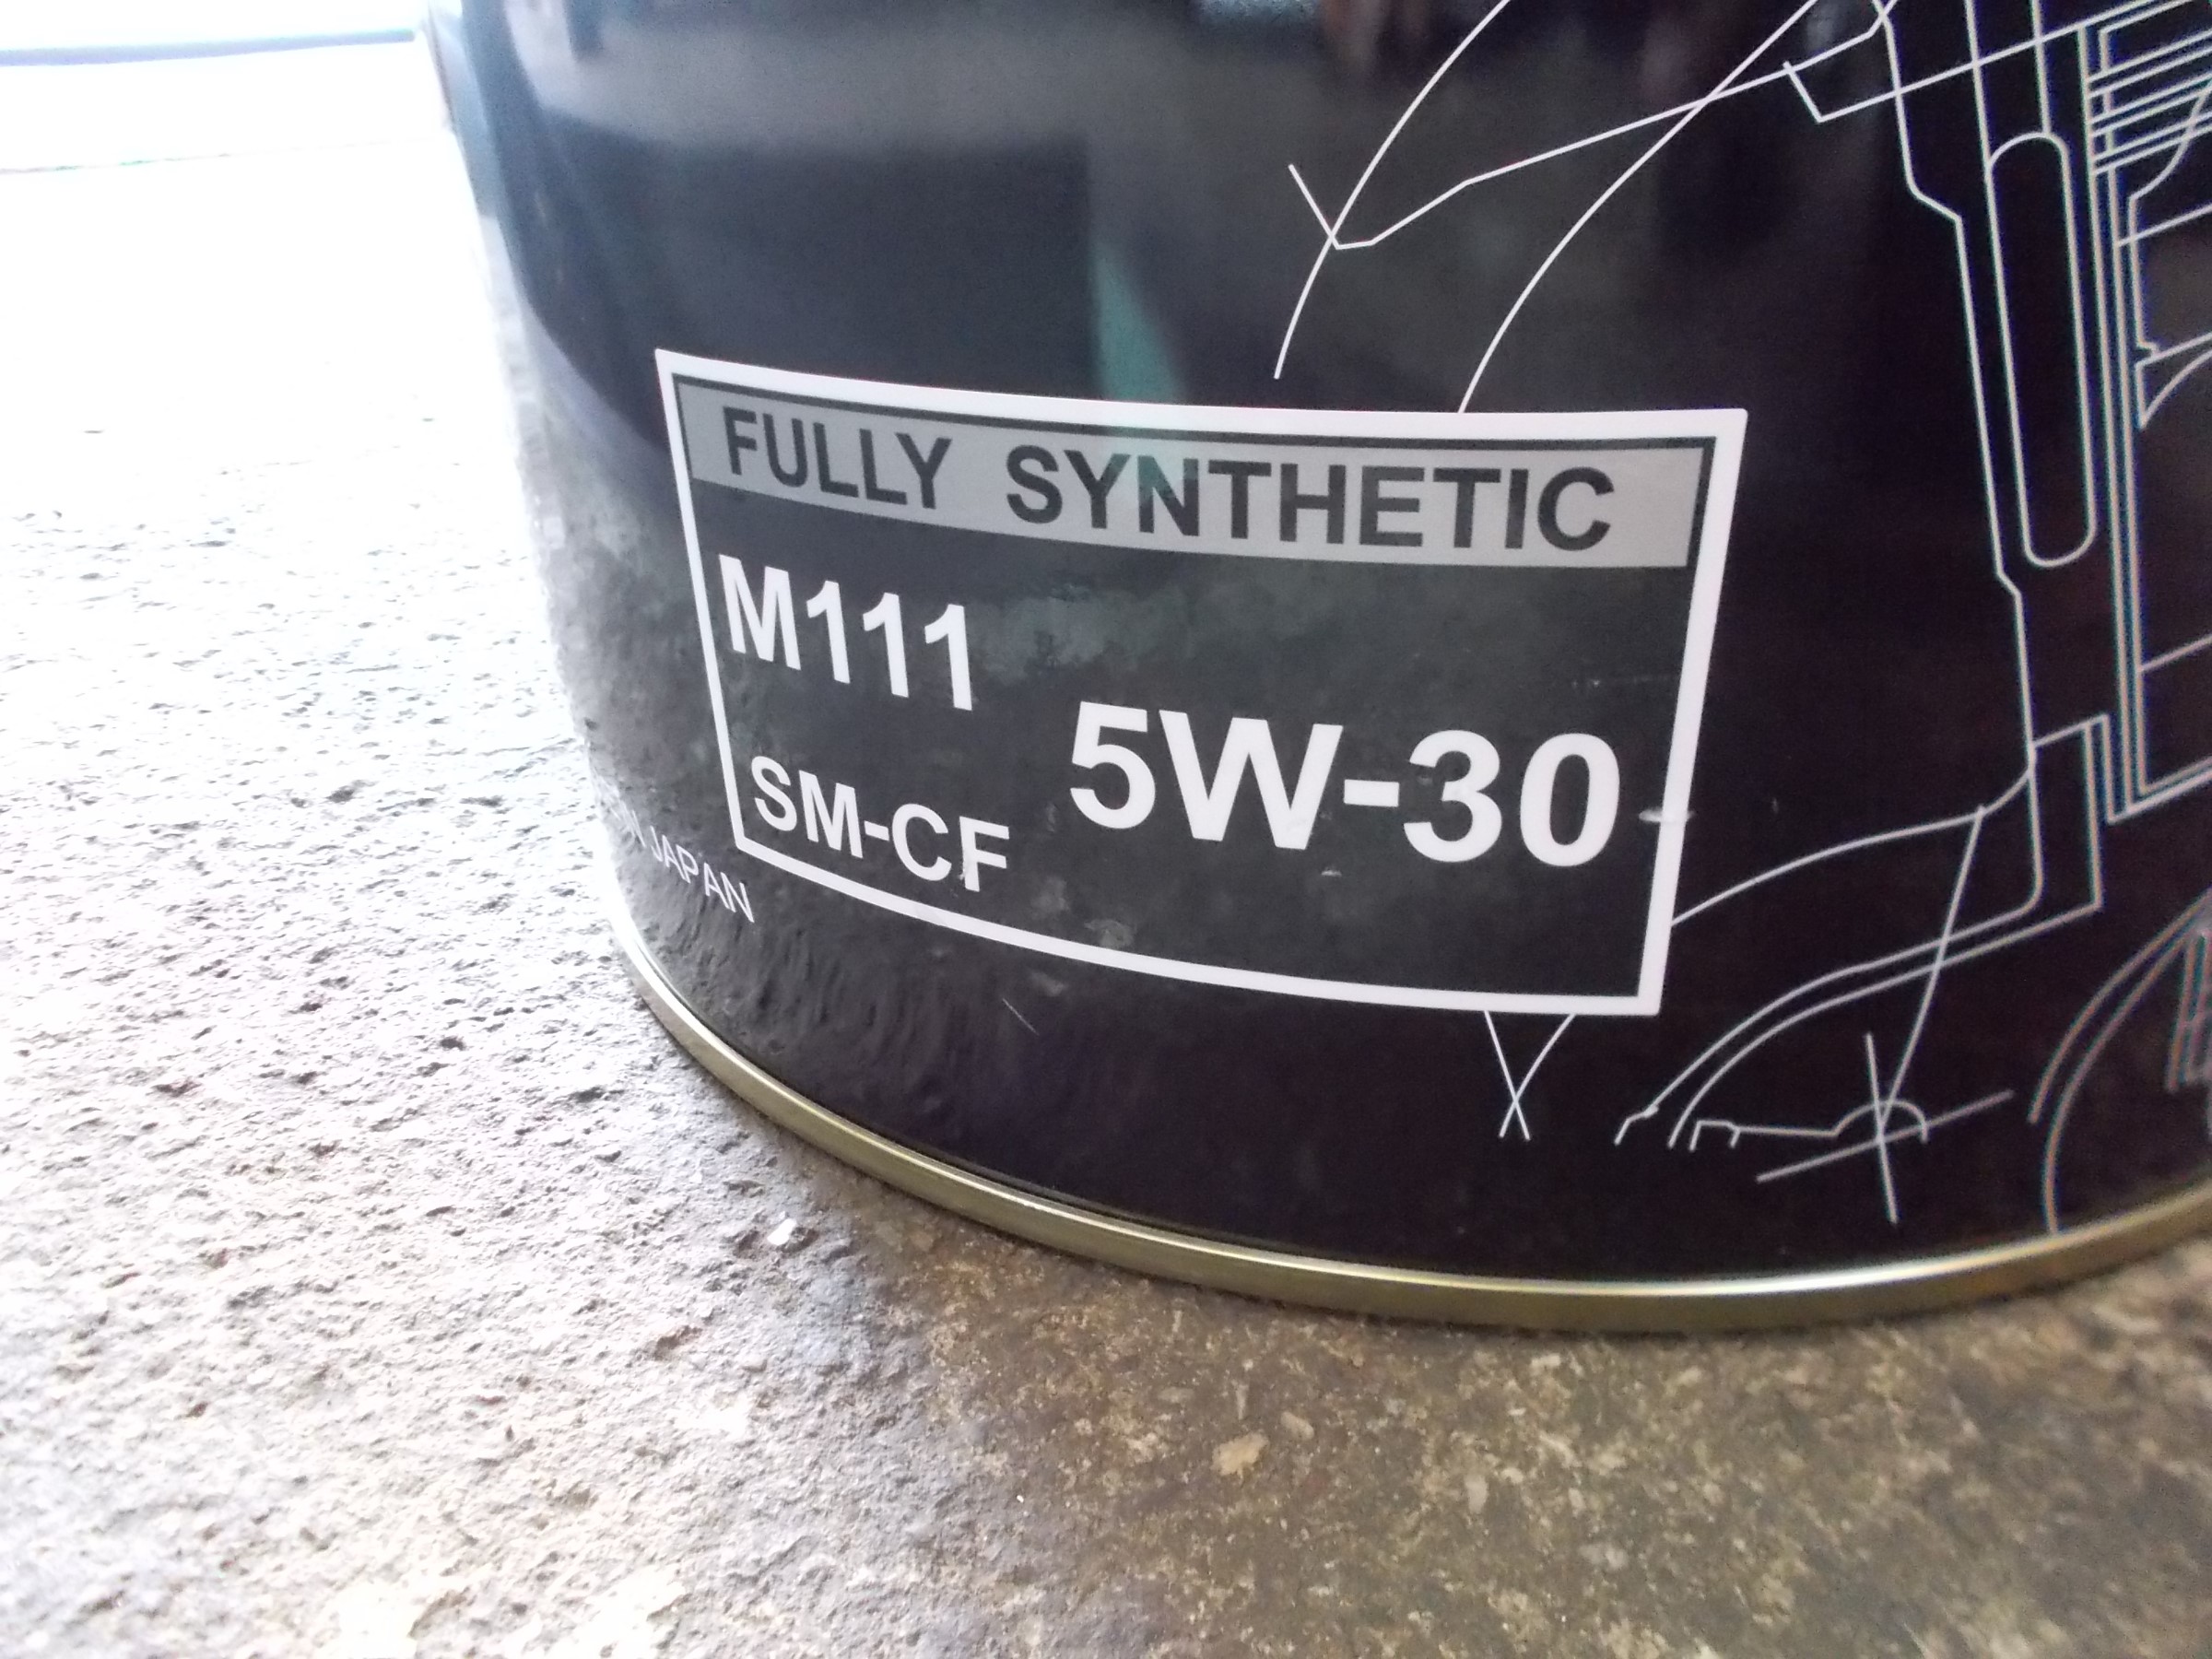 FULLY SYNTHETIC
M111
5W-30
SM-CF
JAPAN